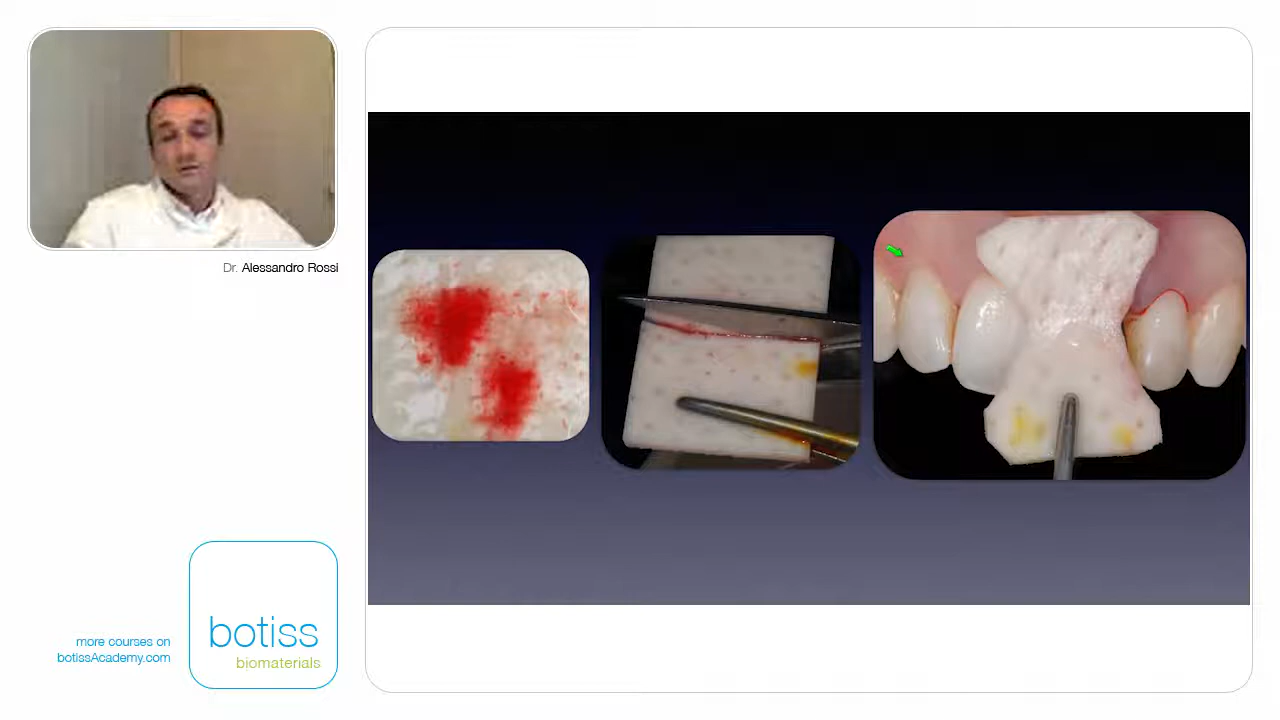 Dr. Alessandro Rossi
botiss
biomaterials
more courses on
botissAcademy.com